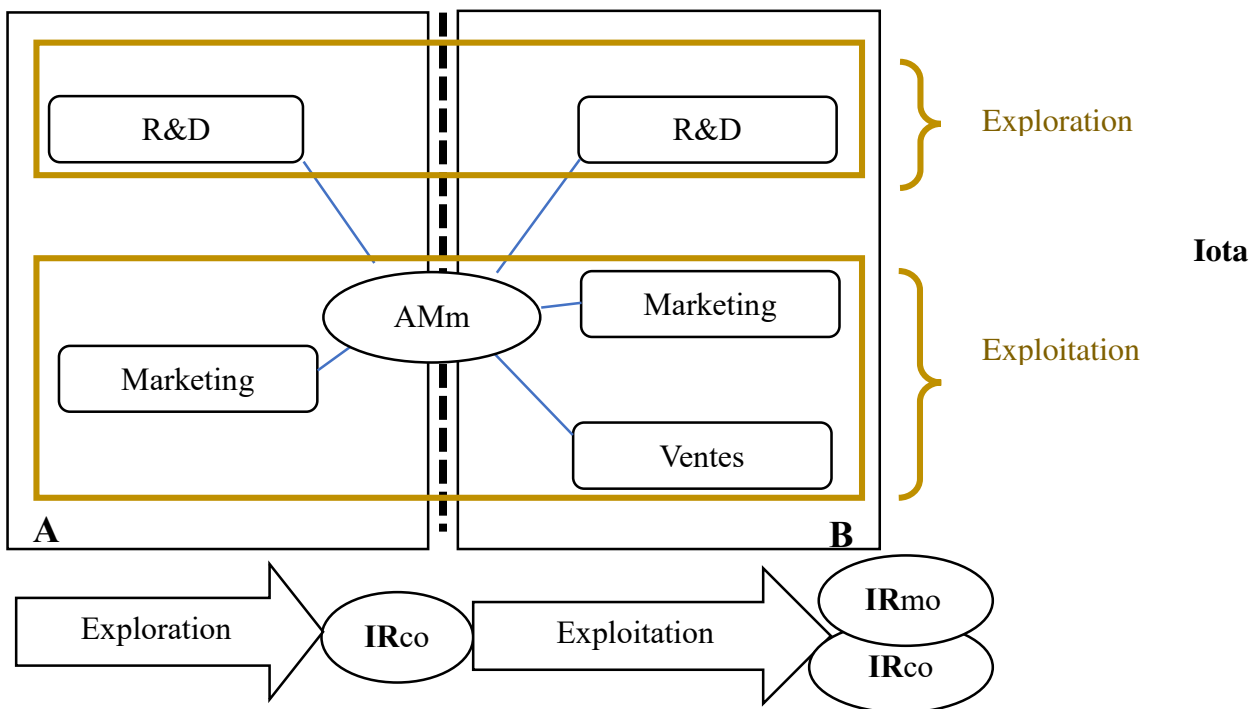 R&D
R&D
Exploration
Iota
AMm
Marketing
Exploitation
Marketing
Ventes
A
B
Exploration
IRco
Exploitation
IRmo
IRco